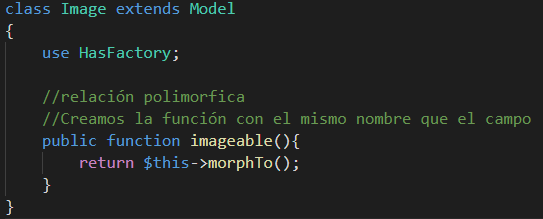 class Image extends Model
{
    use HasFactory;

    //relación polimorfica
    //Creamos la función con el mismo nombre que el campo
    public function imageable(){
        return $this->morphTo();
    }
}